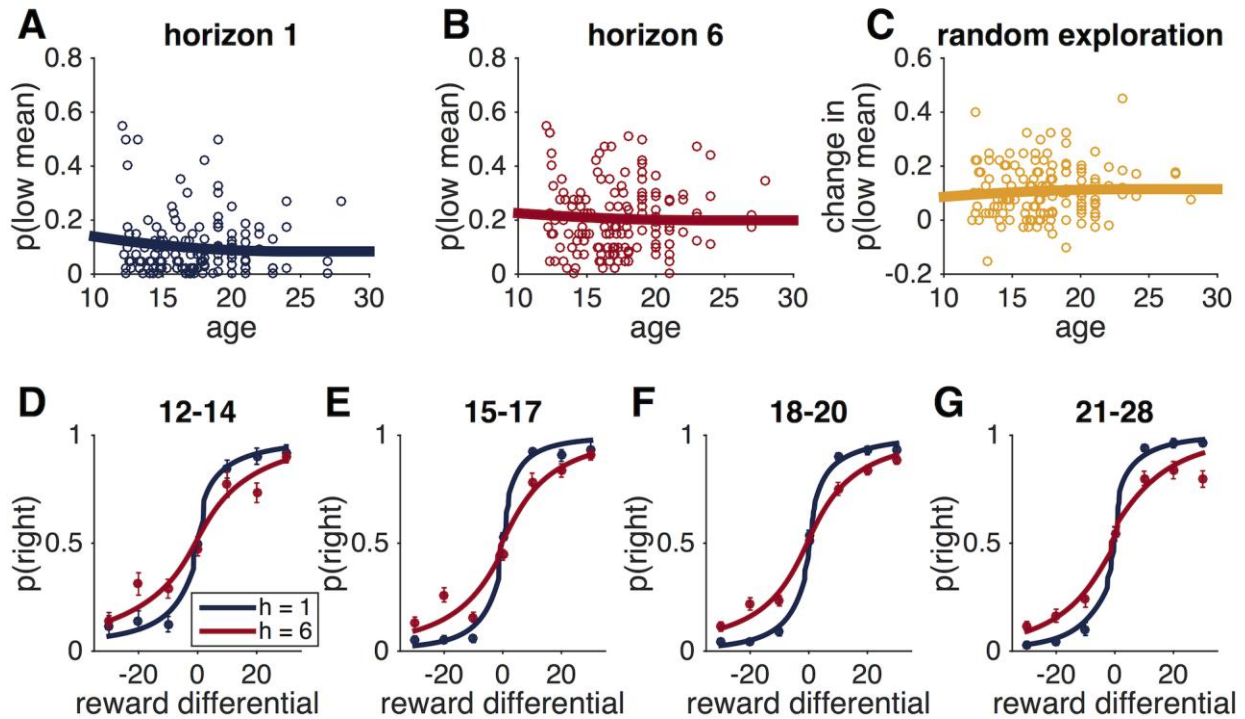 A
horizon 1
p(low mean)
0.8
0.6
0.4
0.2
0
10 15 20 25 30
age
B
horizon 6
p(low mean)
0.8
0.6
0.4
0.2
0
10 15 20 25 30
age
C
random exploration
change in
p(low mean)
0.6
0.4
0.2
0
-0.2
10 15 20 25 30
age
D
12-14
p(right)
1
0.5
0
-20 0 20
reward differential
h = 1
h = 6
E
15-17
p(right)
1
0.5
0
-20 0 20
reward differential
F
18-20
p(right)
1
0.5
0
-20 0 20
reward differential
G
21-28
p(right)
1
0.5
0
-20 0 20
reward differential